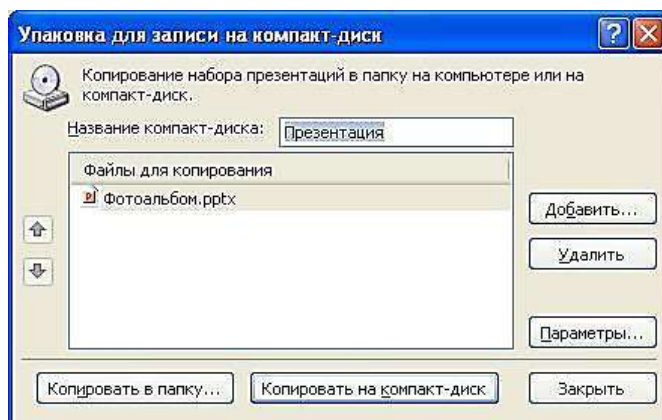 Упаковка для записи на компакт-диск
Копирование набора презентаций в папку на компьютере или на
компакт-диск.
Название компакт-диска: Презентация
Файлы для копирования
Фотоальбом.pptx
Добавить...
Удалить
Параметры...
Копировать в папку... Копировать на компакт-диск Закрыть